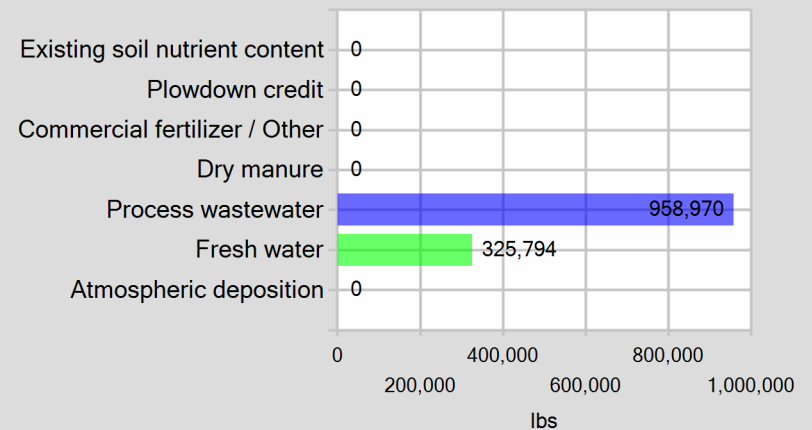 Existing soil nutrient content 0
Plowdown credit 0
Commercial fertilizer / Other 0
Dry manure 0
Process wastewater 958,970
Fresh water 325,794
Atmospheric deposition 0
0 400,000 800,000
200,000 600,000 1,000,000
lbs